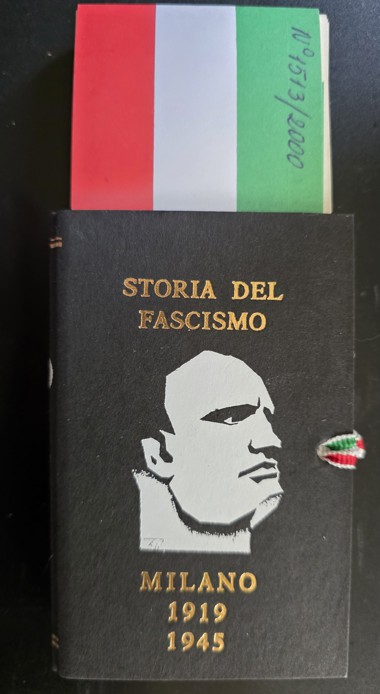 N° 1513/2000
STORIA DEL
FASCISMO
MILANO
1919
1945